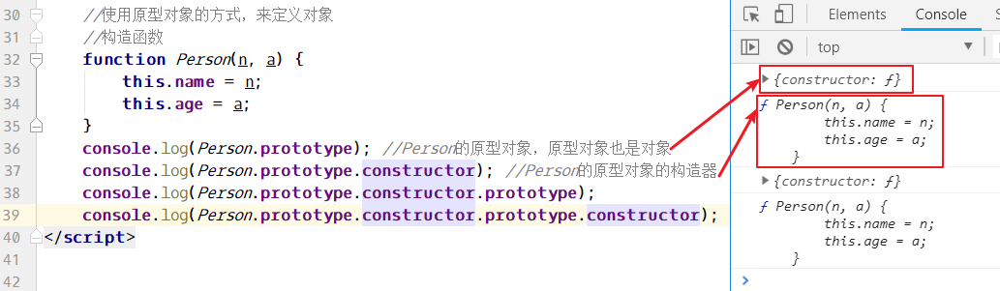 30 //使用原型对象的方式，来定义对象
31 //构造函数
32 function Person(n, a) {
33 this.name = n;
34 this.age = a;
35 }
36 console.log(Person.prototype); //Person的原型对象，原型对象也是对象
37 console.log(Person.prototype.constructor); //Person的原型对象的构造器
38 console.log(Person.prototype.constructor.prototype);
39 console.log(Person.prototype.constructor.prototype.constructor);
40 </script>
41
42
Elements Console
top
{constructor: ƒ}
ƒ Person(n, a) {
this.name = n;
this.age = a;
}
{constructor: ƒ}
ƒ Person(n, a) {
this.name = n;
this.age = a;
}